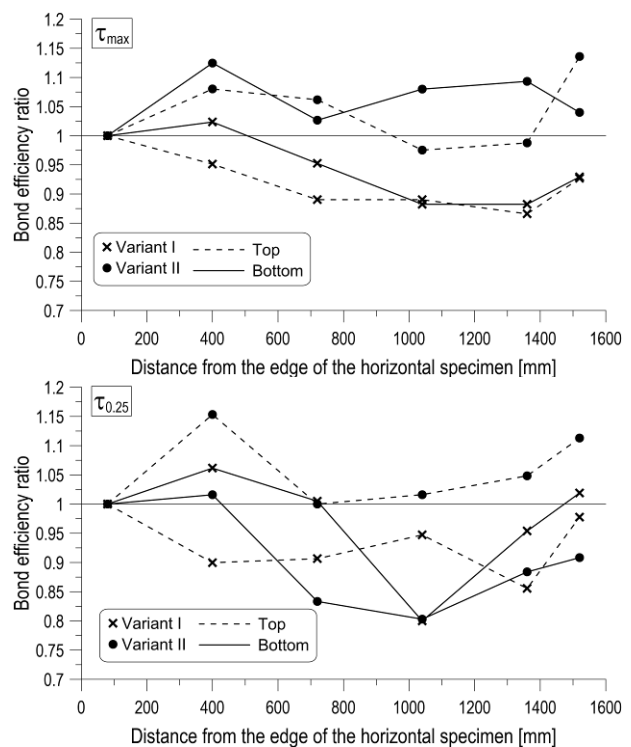 τmax
1.2
1.15
1.1
1.05
1
0.95
0.9
0.85
0.8
0.75
0.7
Bond efficiency ratio
Variant I Top
Variant II Bottom
0 200 400 600 800 1000 1200 1400 1600
Distance from the edge of the horizontal specimen [mm]
τ0.25
1.2
1.15
1.1
1.05
1
0.95
0.9
0.85
0.8
0.75
0.7
Bond efficiency ratio
Variant I Top
Variant II Bottom
0 200 400 600 800 1000 1200 1400 1600
Distance from the edge of the horizontal specimen [mm]